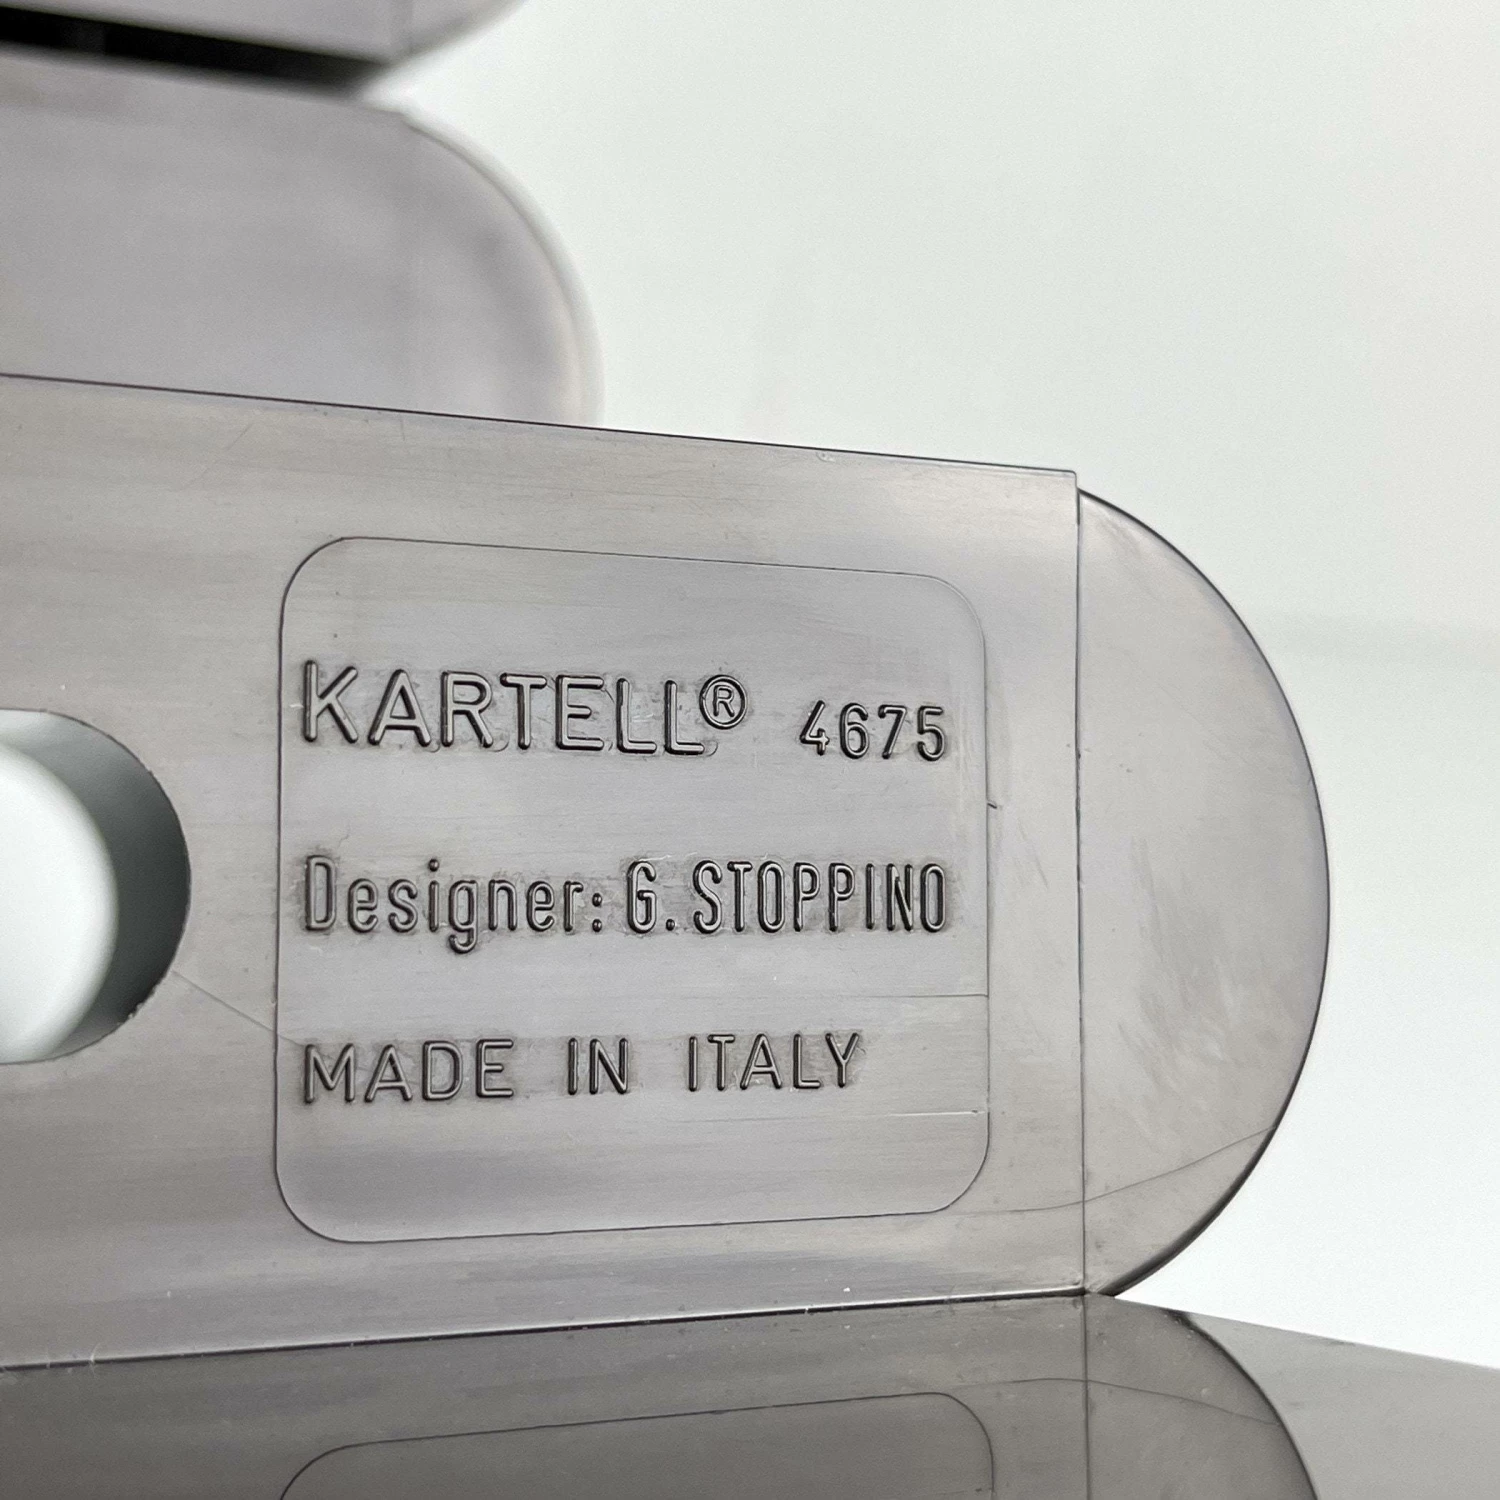 KARTELL® 4675
Designer: G. STOPPINO
MADE IN ITALY